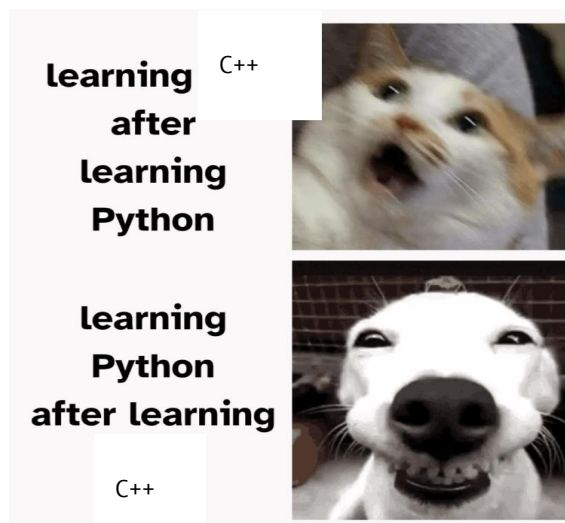 learning C++
after
learning
Python
learning
Python
after learning
C++